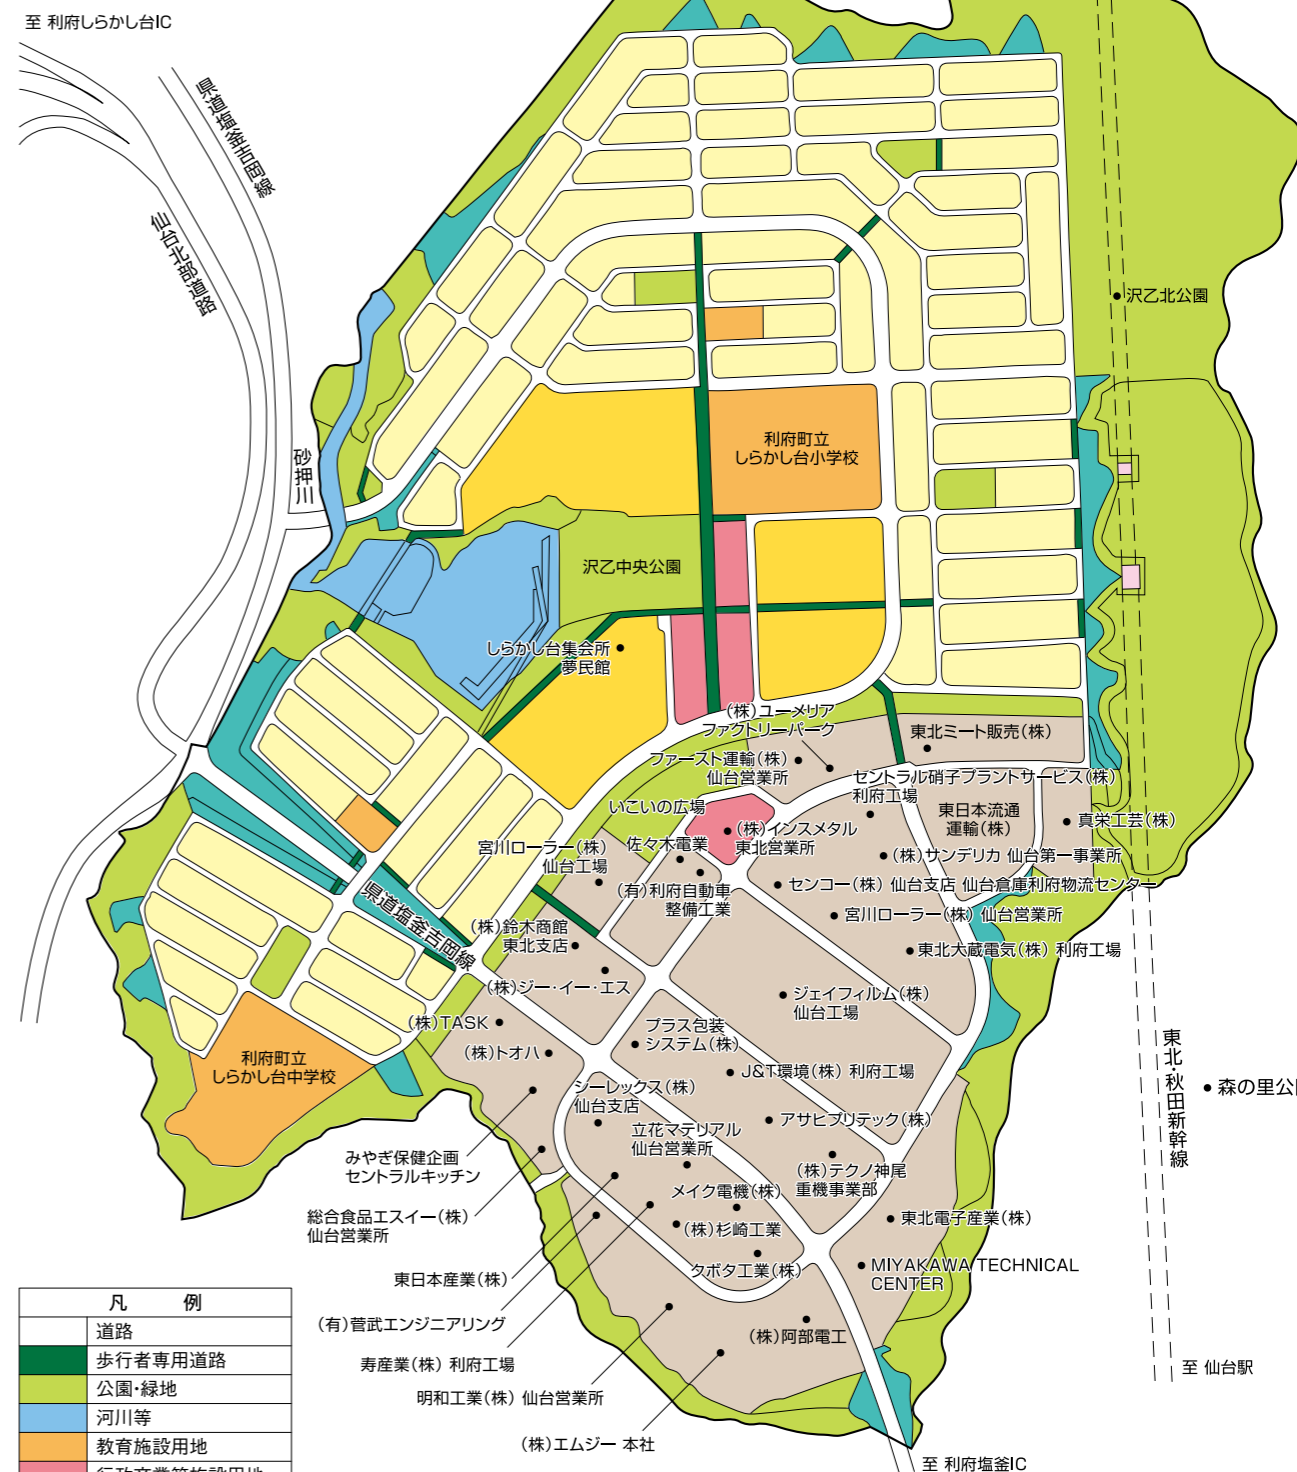 至 利府しらかし台IC
県道塩釜吉岡線
仙台北部道路
沢乙北公園
砂押川
利府町立
しらかし台小学校
沢乙中央公園
しらかし台集会所
夢民館
(株)ユーメリア
ファクトリーパーク
東北ミート販売(株)
ファースト運輸(株)
仙台営業所
セントラル硝子プラントサービス(株)
利府工場
いこいの広場
東日本流通
運輸(株)
真栄工芸(株)
(株)インスメタル
東北営業所
佐々木電業
宮川ローラー(株)
仙台工場
(株)サンデリカ 仙台第一事業所
(有)利府自動車
整備工業
センコー(株) 仙台支店 仙台倉庫利府物流センター
県道塩釜吉岡線
宮川ローラー(株) 仙台営業所
(株)鈴木商館
東北支店
東北大蔵電気(株) 利府工場
(株)ジー・イー・エス
ジェイフィルム(株)
仙台工場
(株)TASK
プラス包装
システム(株)
(株)トオハ
利府町立
しらかし台中学校
J&T環境(株) 利府工場
東北・秋田新幹線
森の里公
シーレックス(株)
仙台支店
アサヒプリテック(株)
立花マテリアル
仙台営業所
みやぎ保健企画
セントラルキッチン
(株)テクノ神尾
重機事業部
メイク電機(株)
総合食品エスイー(株)
仙台営業所
(株)杉崎工業
東北電子産業(株)
タボタ工業(株)
MIYAKAWA TECHNICAL
CENTER
東日本産業(株)
(有)菅武エンジニアリング
(株)阿部電工
寿産業(株) 利府工場
明和工業(株) 仙台営業所
至 仙台駅
(株)エムジー 本社
至 利府塩釜IC
凡 例
道路
歩行者専用道路
公園・緑地
河川等
教育施設用地